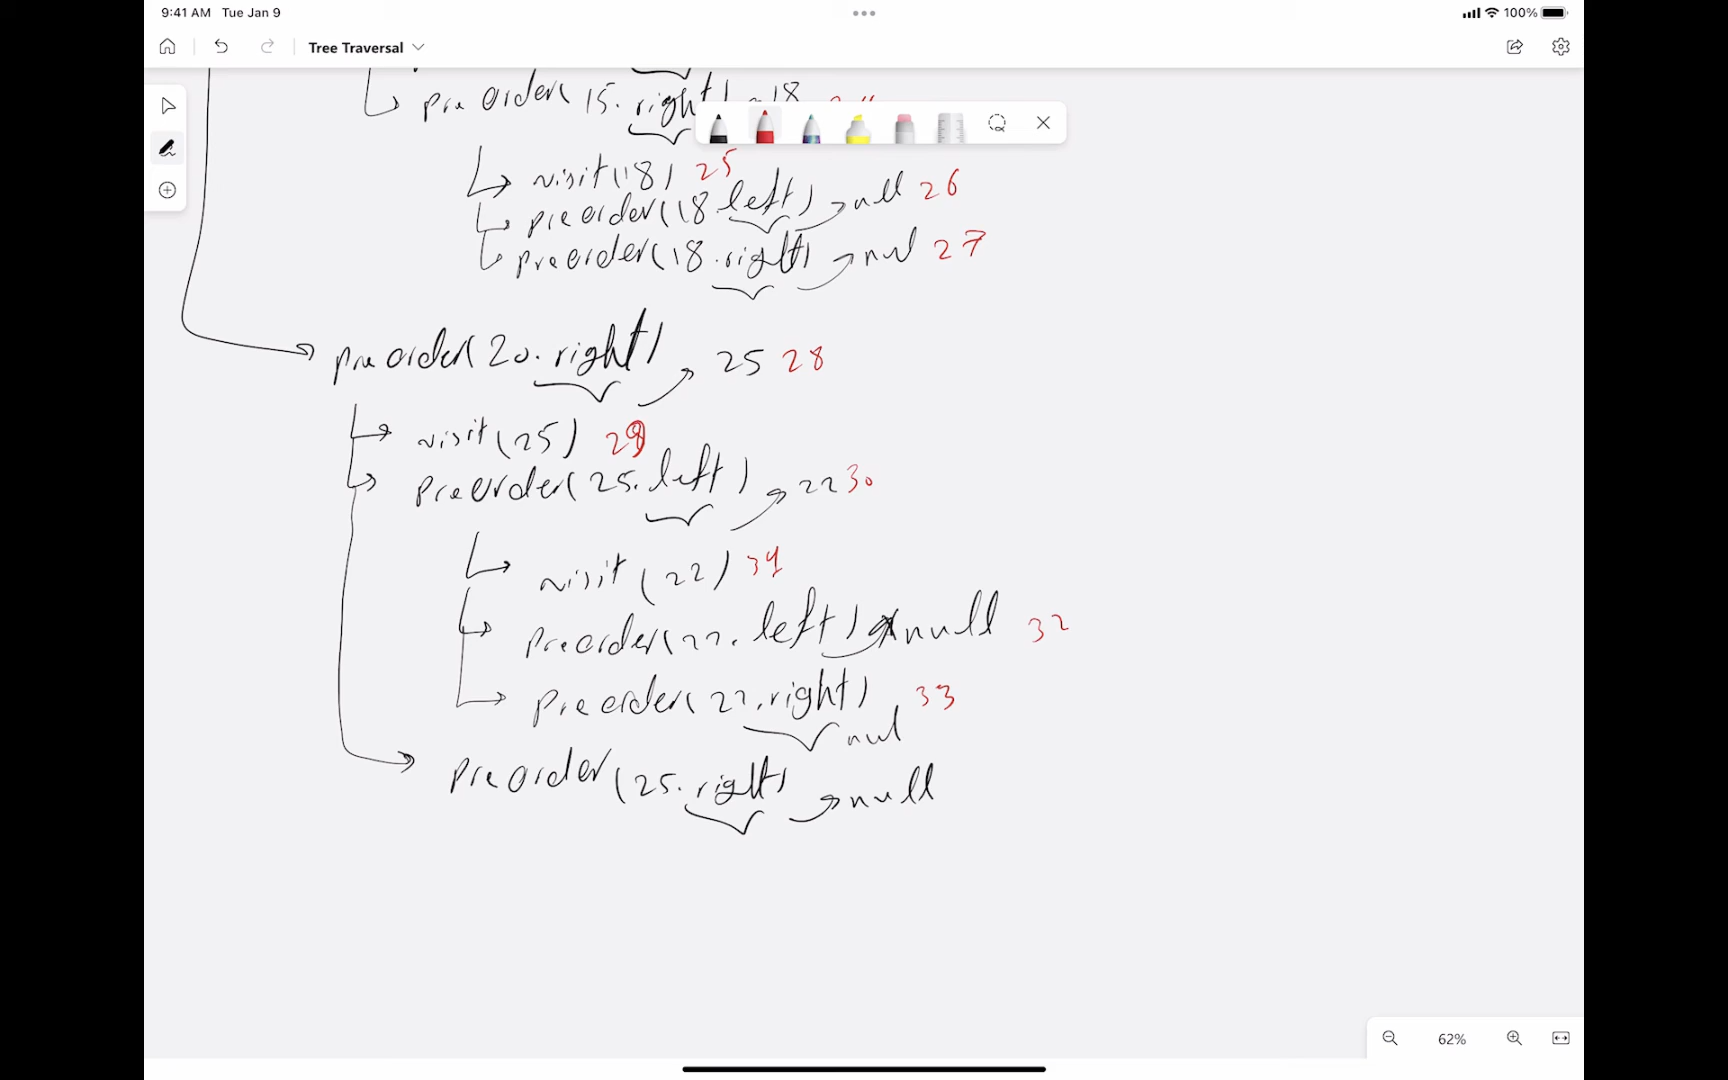 9:41 AM Tue Jan 9 100%
Tree Traversal
preorder(15.right) 18
visit(18) 25
preorder(18.left) null 26
preorder(18.right) null 27
preorder(20.right) 25 28
visit(25) 29
preorder(25.left) 22 30
visit(22) 31
preorder(22.left) null 32
preorder(22.right) 33
null
preorder(25.right) null
62%